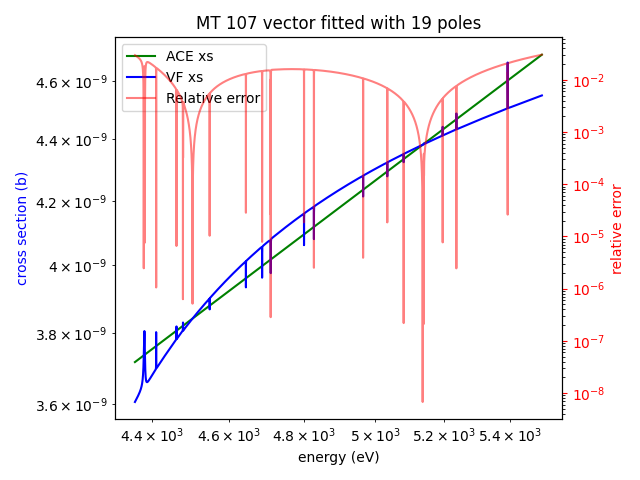 MT 107 vector fitted with 19 poles
ACE xs
VF xs
Relative error
cross section (b)
4.6 × 10⁻⁹
4.4 × 10⁻⁹
4.2 × 10⁻⁹
4 × 10⁻⁹
3.8 × 10⁻⁹
3.6 × 10⁻⁹
10⁻²
10⁻³
10⁻⁴
10⁻⁵
10⁻⁶
10⁻⁷
10⁻⁸
relative error
4.4 × 10³ 4.6 × 10³ 4.8 × 10³ 5 × 10³ 5.2 × 10³ 5.4 × 10³
energy (eV)